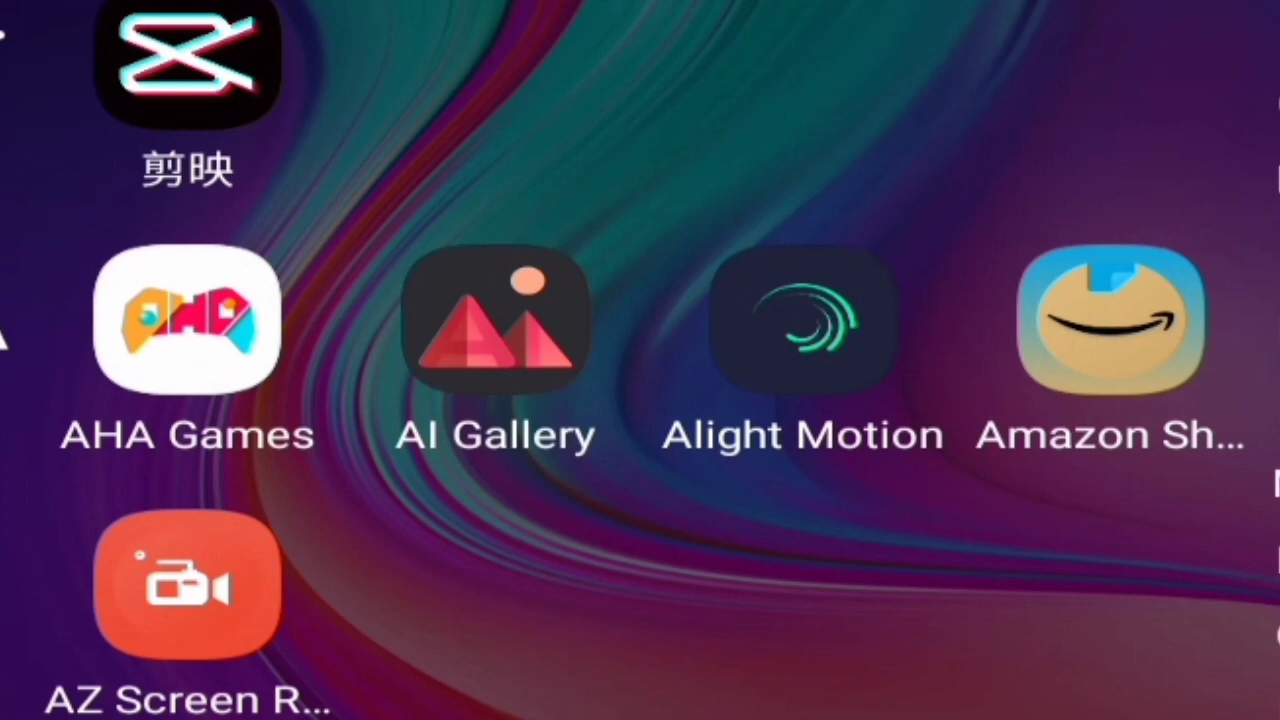 剪映
AHA Games
AI Gallery
Alight Motion
Amazon Sh...
AZ Screen R...